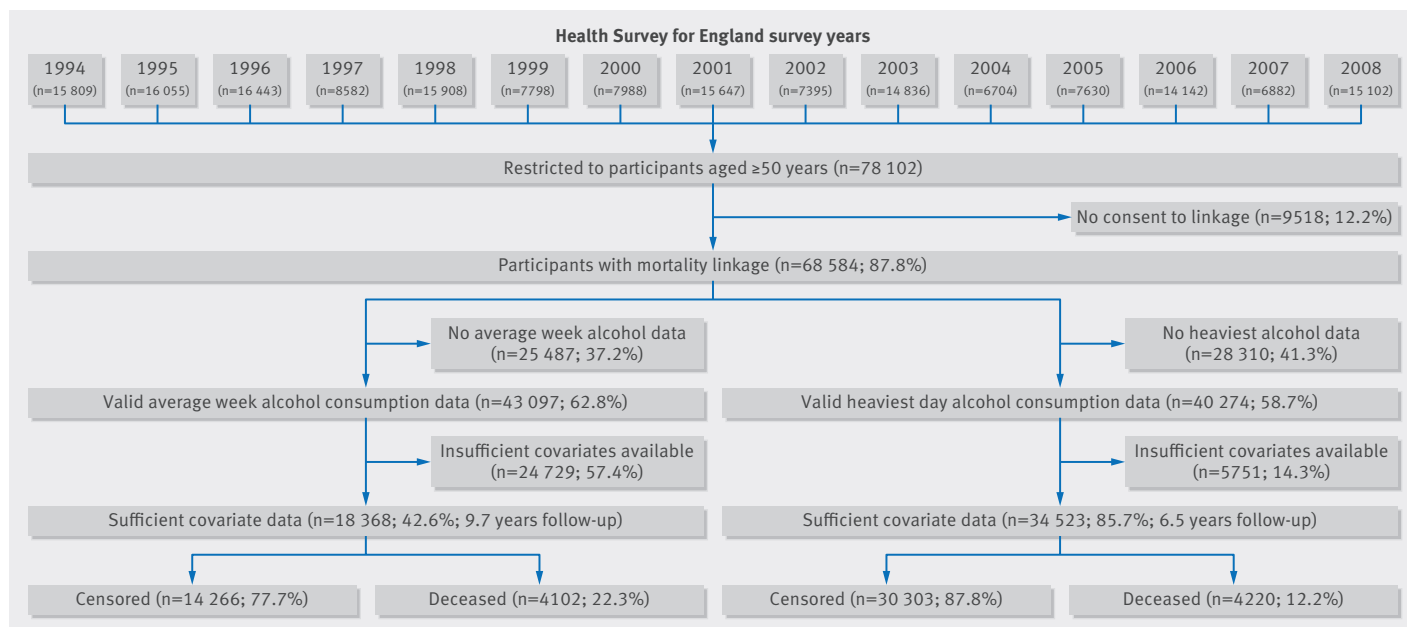 Health Survey for England survey years
1994
(n=15 809)
1995
(n=16 055)
1996
(n=16 443)
1997
(n=8582)
1998
(n=15 908)
1999
(n=7798)
2000
(n=7988)
2001
(n=15 647)
2002
(n=7395)
2003
(n=14 836)
2004
(n=6704)
2005
(n=7630)
2006
(n=14 142)
2007
(n=6882)
2008
(n=15 102)
Restricted to participants aged ≥50 years (n=78 102)
No consent to linkage (n=9518; 12.2%)
Participants with mortality linkage (n=68 584; 87.8%)
No average week alcohol data
(n=25 487; 37.2%)
No heaviest alcohol data
(n=28 310; 41.3%)
Valid average week alcohol consumption data (n=43 097; 62.8%)
Valid heaviest day alcohol consumption data (n=40 274; 58.7%)
Insufficient covariates available
(n=24 729; 57.4%)
Insufficient covariates available
(n=5751; 14.3%)
Sufficient covariate data (n=18 368; 42.6%; 9.7 years follow-up)
Sufficient covariate data (n=34 523; 85.7%; 6.5 years follow-up)
Censored (n=14 266; 77.7%)
Deceased (n=4102; 22.3%)
Censored (n=30 303; 87.8%)
Deceased (n=4220; 12.2%)